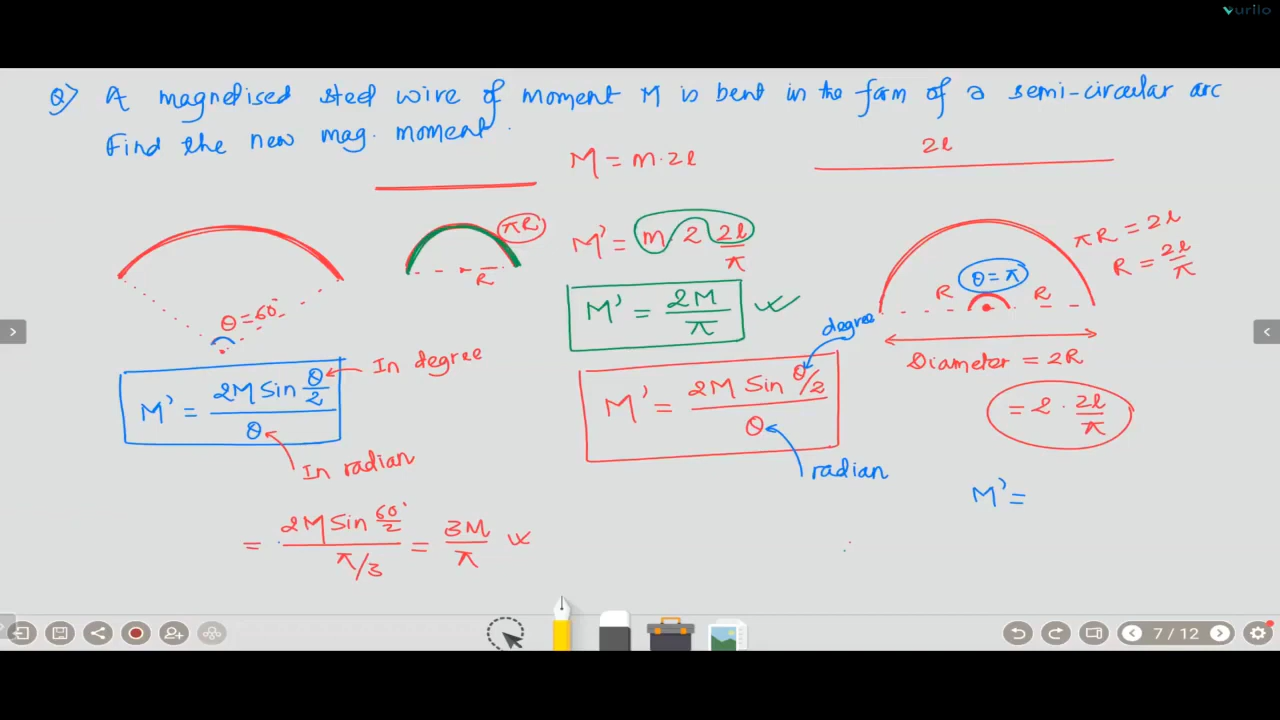 vurilo
Q) A magnetised steel wire of moment M is bent in the form of a semi-circular arc
Find the new mag. moment.
M = m·2l
2l
πR
R
θ = 60°
M' = m 2 2l/π
M' = 2M/π
πR = 2l
R = 2l/π
θ = π
R R
Diameter = 2R
= 2 · 2l/π
M' = 2M Sin θ/2 / θ
In degree
In radian
= 2M Sin 60°/2 / π/3 = 3M/π
M' = 2M Sin θ/2 / θ
degree
radian
M' =
7 / 12